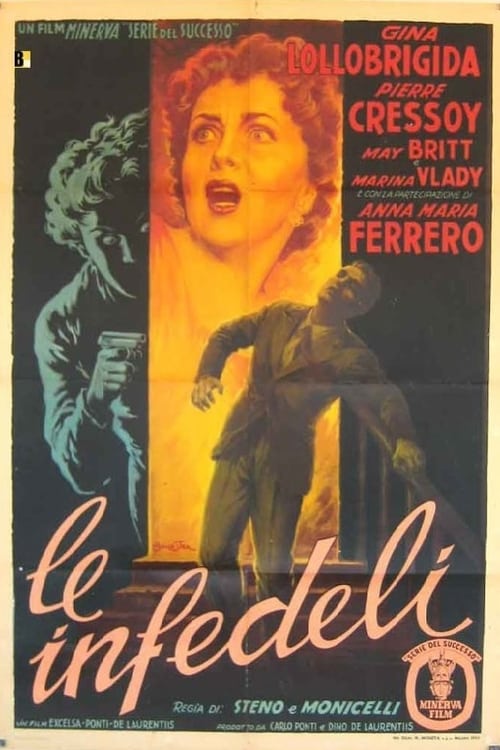 UN FILM MINERVA "SERIE DEL SUCCESSO"
B
GINA
LOLLOBRIGIDA
PIERRE
CRESSOY
MAY BRITT
e
MARINA VLADY
E CON LA PARTECIPAZIONE DI
ANNA MARIA
FERRERO
le
infedeli
"SERIE DEL SUCCESSO"
MINERVA
FILM
REGIA DI: STENO e MONICELLI
UN FILM EXCELSA-PONTI-DE LAURENTIIS
PRODOTTO DA CARLO PONTI e DINO DE LAURENTIIS